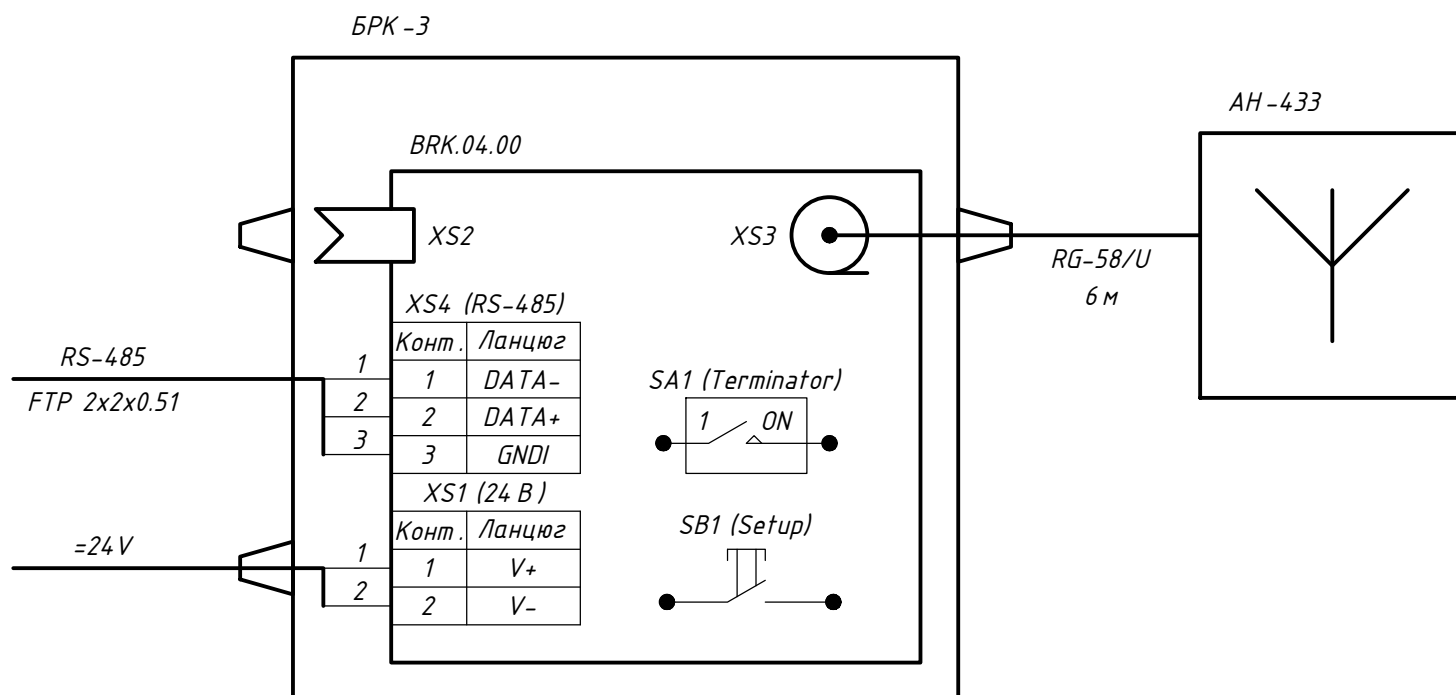 БРК-3
АН-433
BRK.04.00
XS2
XS3
RG-58/U
6 м
XS4 (RS-485)
Конт. Ланцюг
1 DATA-
2 DATA+
3 GNDI
RS-485
FTP 2x2x0.51
1
2
3
SA1 (Terminator)
1 ON
XS1 (24 В)
Конт. Ланцюг
1 V+
2 V-
=24V
1
2
SB1 (Setup)